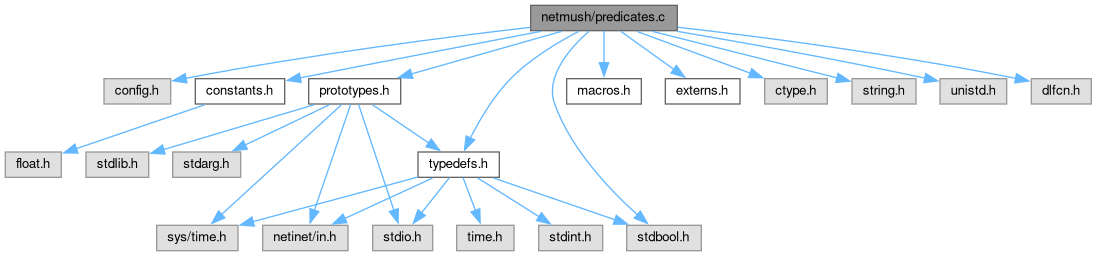 netmush/predicates.c
config.h
constants.h
prototypes.h
macros.h
externs.h
ctype.h
string.h
unistd.h
dlfcn.h
float.h
stdlib.h
stdarg.h
typedefs.h
sys/time.h
netinet/in.h
stdio.h
time.h
stdint.h
stdbool.h